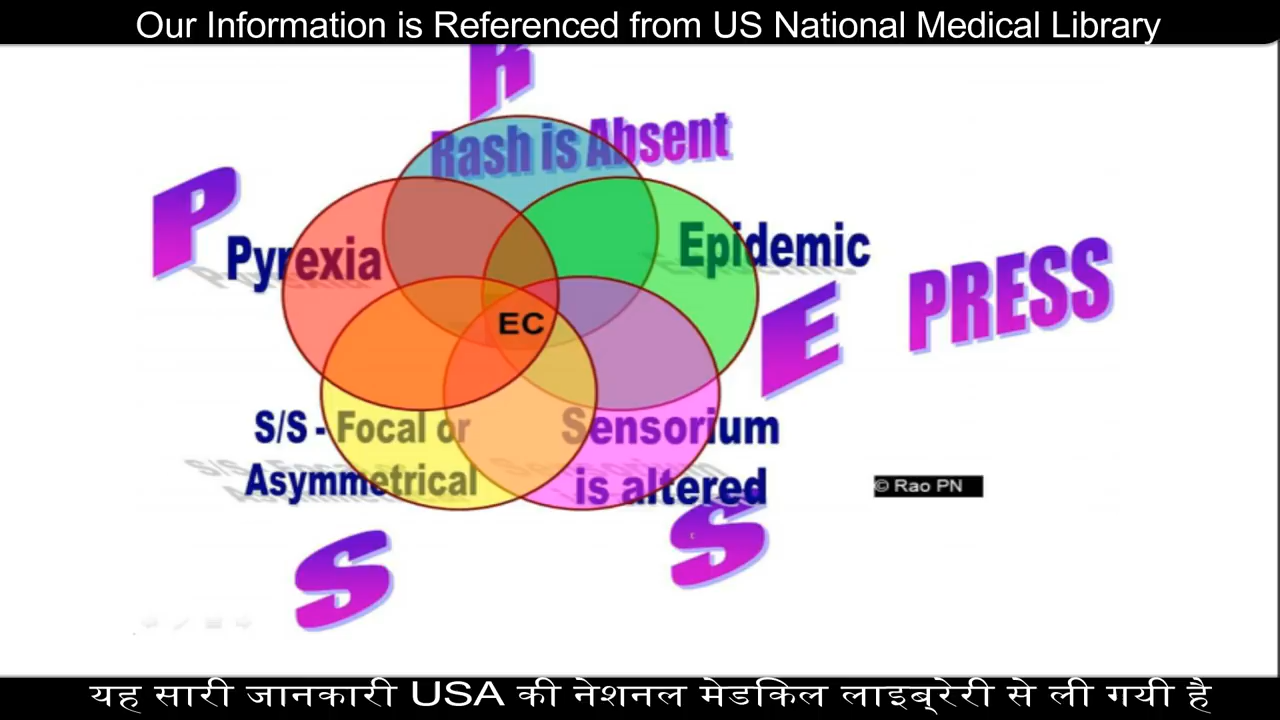 Our Information is Referenced from US National Medical Library
R
Rash is Absent
P
Pyrexia
Epidemic
E
PRESS
EC
S/S - Focal or
Asymmetrical
Sensorium
is altered
© Rao PN
S
S
यह सारी जानकारी USA की नेशनल मेडिकल लाइब्रेरी से ली गयी है